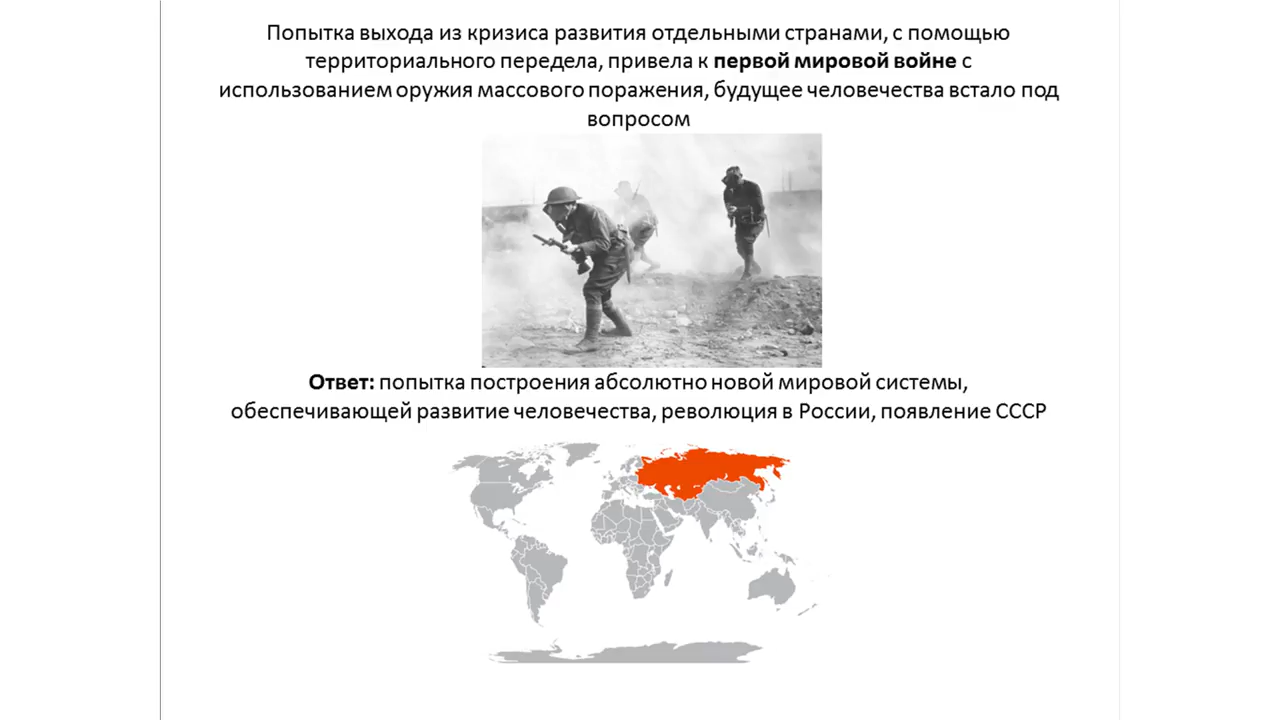 Попытка выхода из кризиса развития отдельными странами, с помощью
территориального передела, привела к первой мировой войне с
использованием оружия массового поражения, будущее человечества встало под
вопросом
Ответ: попытка построения абсолютно новой мировой системы,
обеспечивающей развитие человечества, революция в России, появление СССР